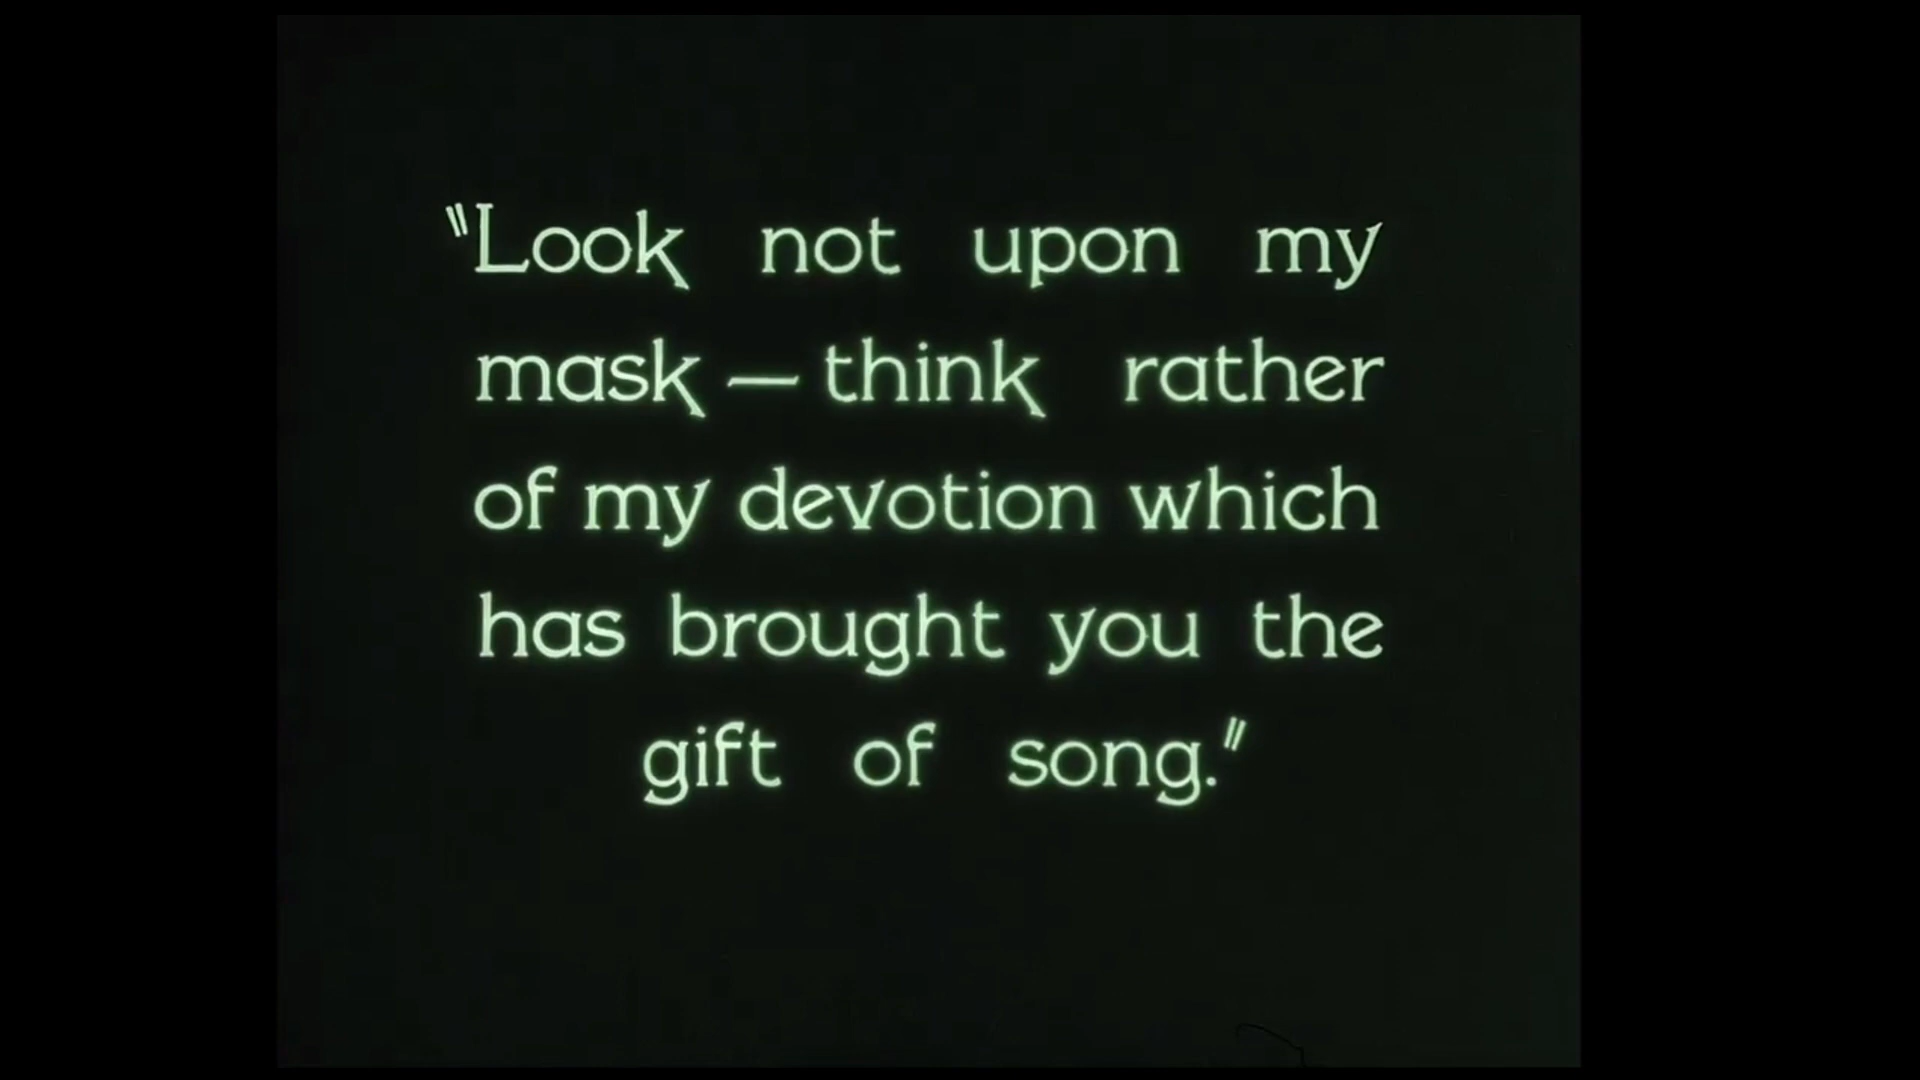 "Look not upon my
mask — think rather
of my devotion which
has brought you the
gift of song."